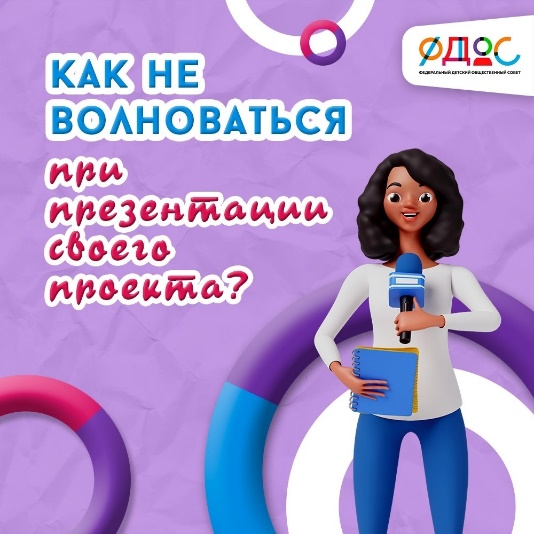 ФДОС
ФЕДЕРАЛЬНЫЙ ДЕТСКИЙ ОБЩЕСТВЕННЫЙ СОВЕТ
КАК НЕ
ВОЛНОВАТЬСЯ
при
презентации
своего
проекта?